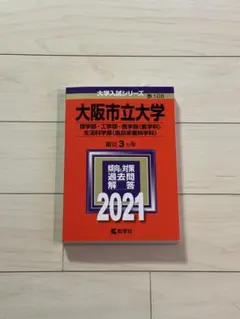 大学入試シリーズ
大阪市立大学
理学部・工学部・医学部〈医学科〉
生活科学部〈食品栄養科学科〉
最近3カ年
傾向と対策
過去問
解答
2021
教学社